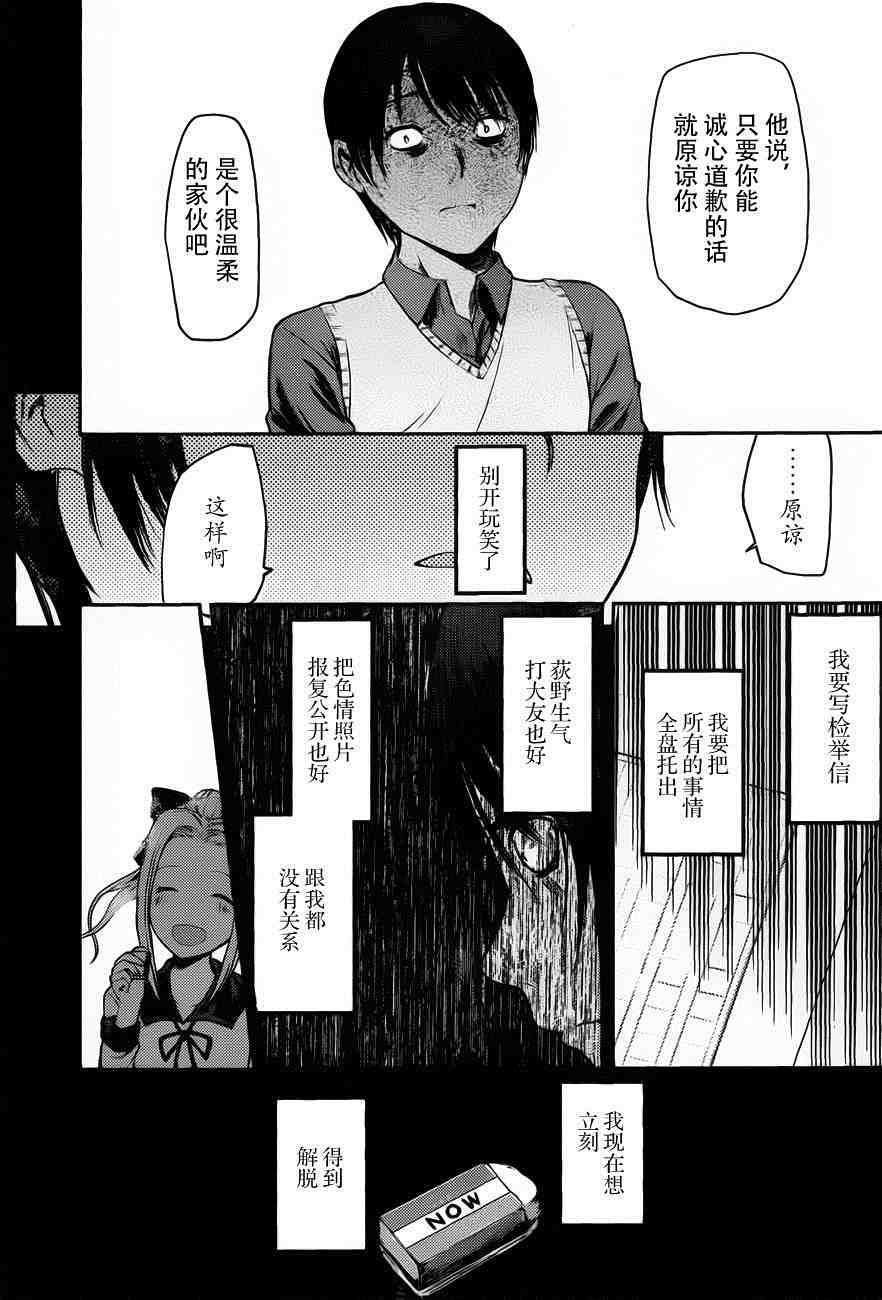 他说,
只要你能
诚心道歉的话
就原谅你
是个很温柔
的家伙吧
……原谅
别开玩笑了
这样啊
我要写检举信
我要把
所有的事情
全盘托出
荻野生气
打大友也好
把色情照片
报复公开也好
跟我都
没有关系
我现在想
立刻
得到
解脱
NOW